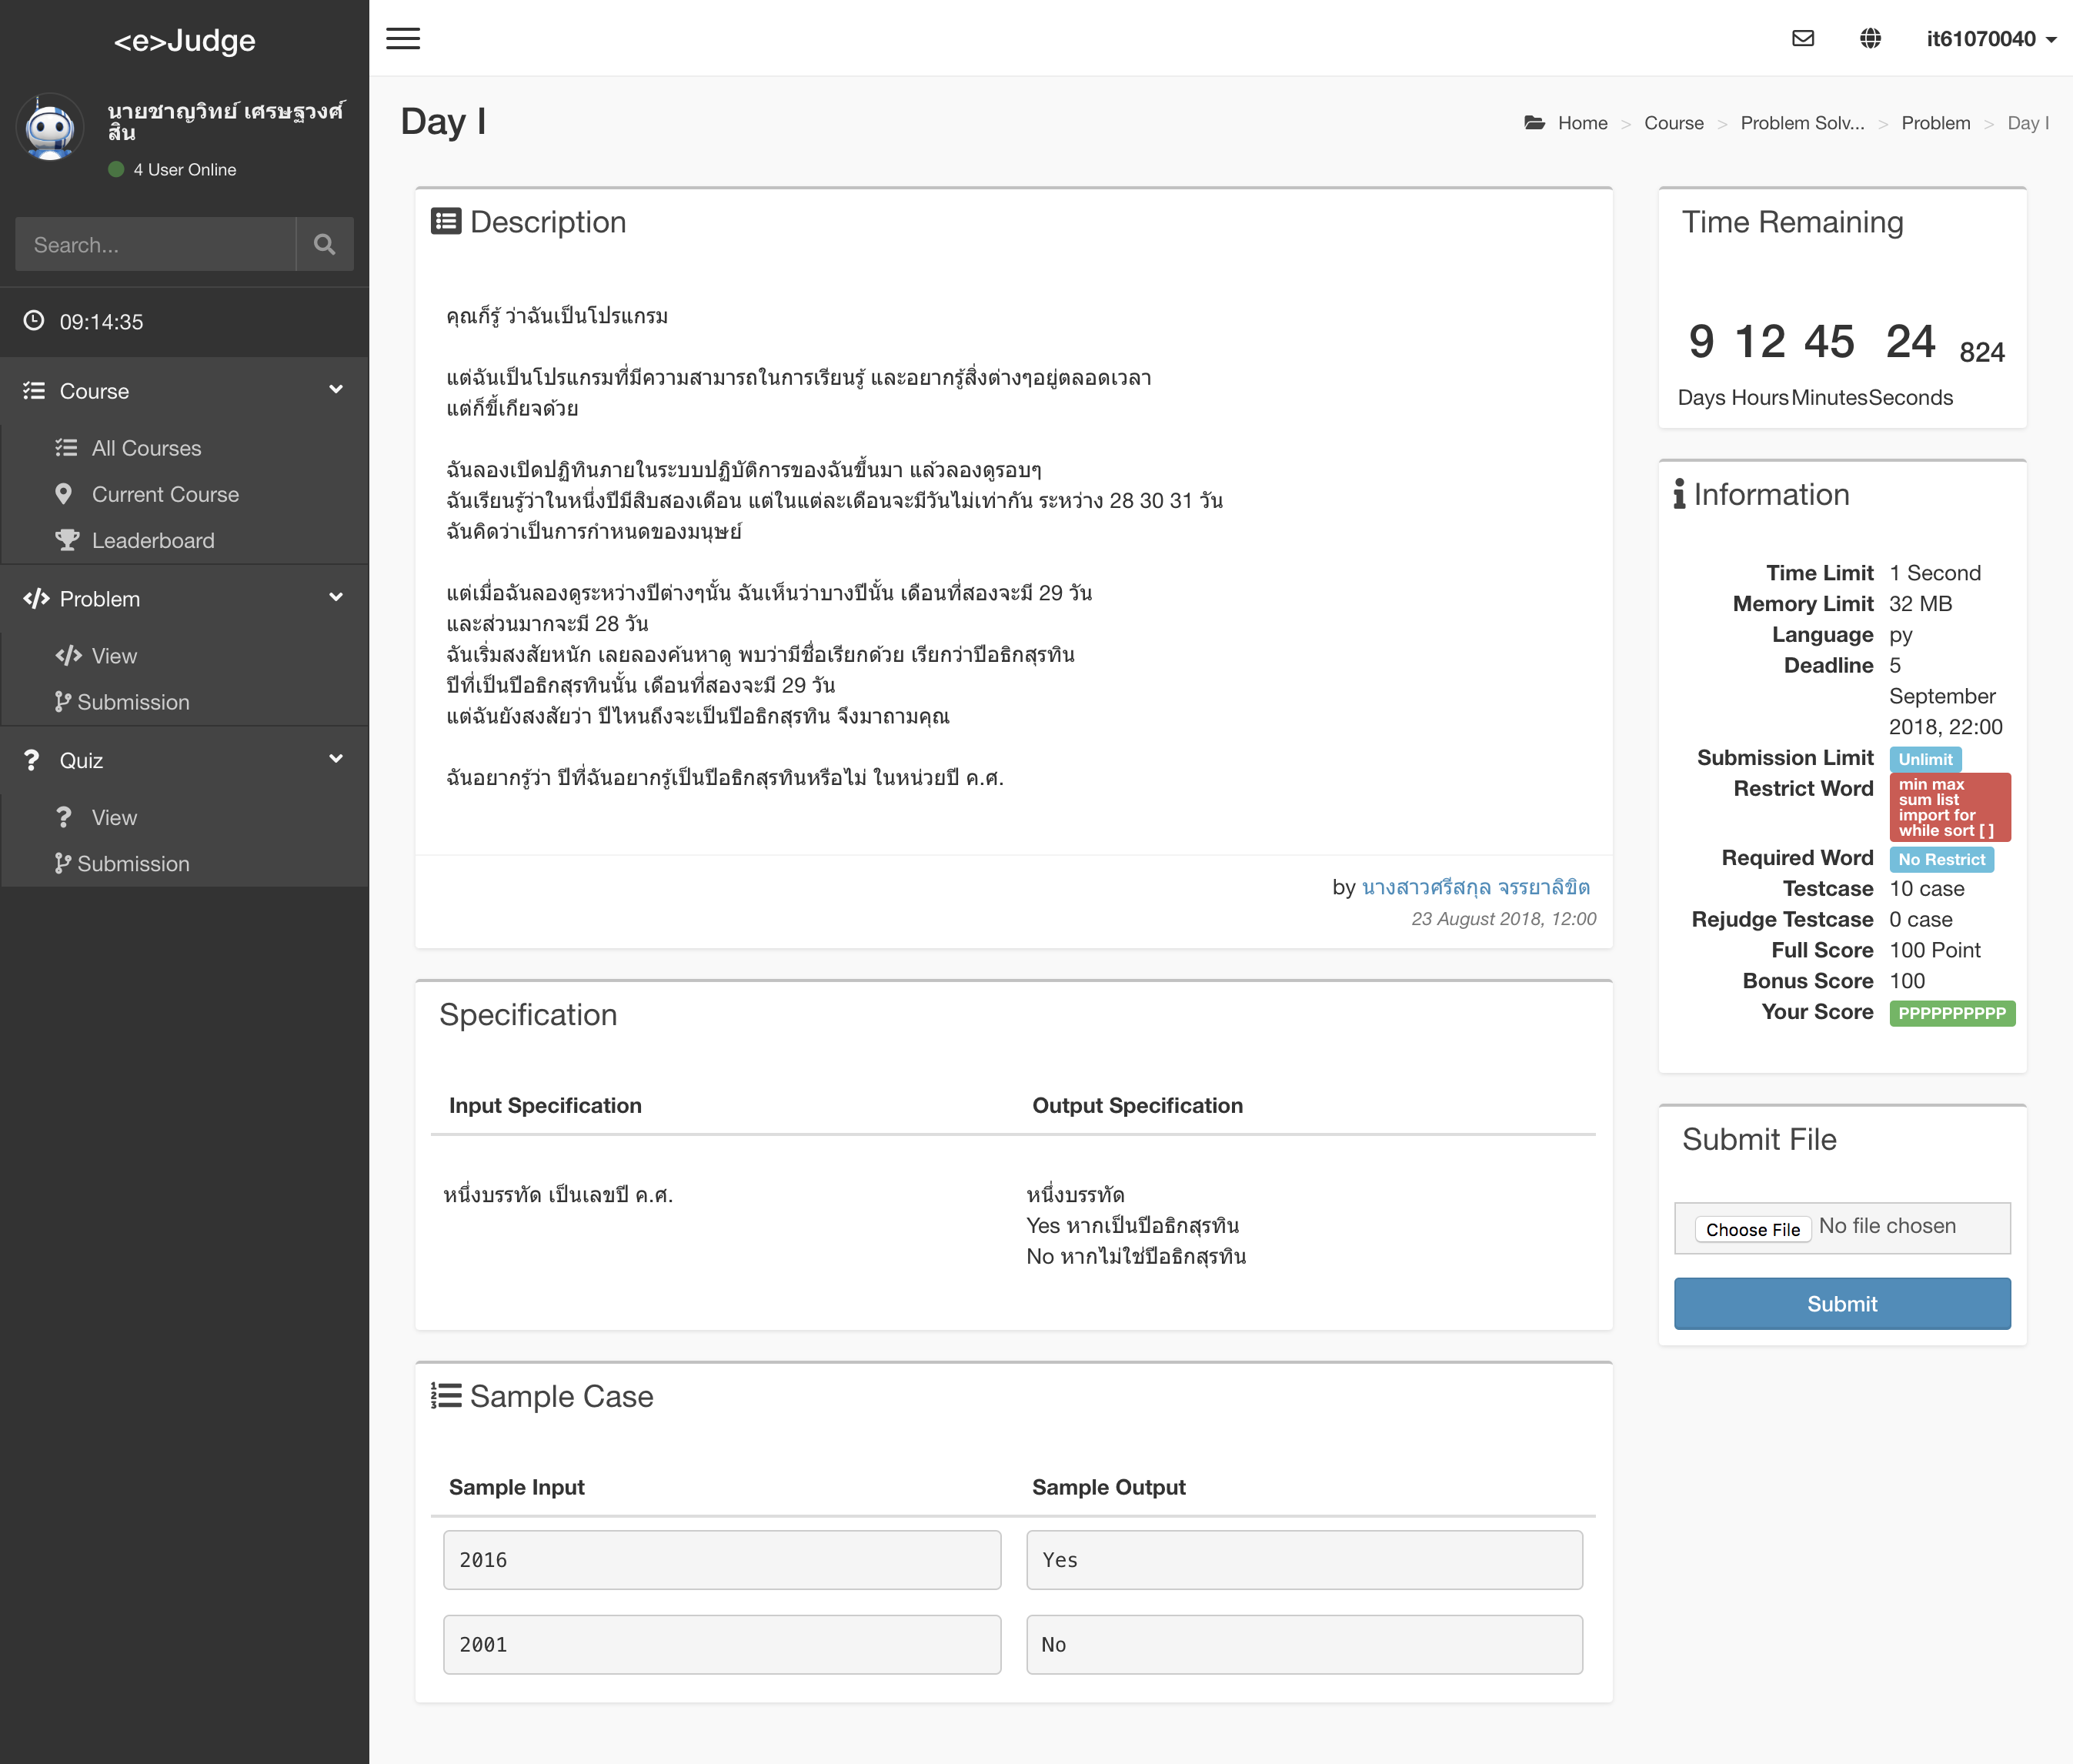 <e>Judge
นายชาญวิทย์ เศรษฐวงศ์
สิน
4 User Online
Search...
09:14:35
Course
All Courses
Current Course
Leaderboard
Problem
View
Submission
Quiz
View
Submission
it61070040
Day I
Home > Course > Problem Solv... > Problem > Day I
Description
คุณก็รู้ ว่าฉันเป็นโปรแกรม
แต่ฉันเป็นโปรแกรมที่มีความสามารถในการเรียนรู้ และอยากรู้สิ่งต่างๆอยู่ตลอดเวลา
แต่ก็ขี้เกียจด้วย
ฉันลองเปิดปฏิทินภายในระบบปฏิบัติการของฉันขึ้นมา แล้วลองดูรอบๆ
ฉันเรียนรู้ว่าในหนึ่งปีมีสิบสองเดือน แต่ในแต่ละเดือนจะมีวันไม่เท่ากัน ระหว่าง 28 30 31 วัน
ฉันคิดว่าเป็นการกำหนดของมนุษย์
แต่เมื่อฉันลองดูระหว่างปีต่างๆนั้น ฉันเห็นว่าบางปีนั้น เดือนที่สองจะมี 29 วัน
และส่วนมากจะมี 28 วัน
ฉันเริ่มสงสัยหนัก เลยลองค้นหาดู พบว่ามีชื่อเรียกด้วย เรียกว่าปีอธิกสุรทิน
ปีที่เป็นปีอธิกสุรทินนั้น เดือนที่สองจะมี 29 วัน
แต่ฉันยังสงสัยว่า ปีไหนถึงจะเป็นปีอธิกสุรทิน จึงมาถามคุณ
ฉันอยากรู้ว่า ปีที่ฉันอยากรู้เป็นปีอธิกสุรทินหรือไม่ ในหน่วยปี ค.ศ.
by นางสาวศรีสกุล จรรยาลิขิต
23 August 2018, 12:00
Specification
Input Specification
Output Specification
หนึ่งบรรทัด เป็นเลขปี ค.ศ.
หนึ่งบรรทัด
Yes หากเป็นปีอธิกสุรทิน
No หากไม่ใช่ปีอธิกสุรทิน
Sample Case
Sample Input
Sample Output
2016
Yes
2001
No
Time Remaining
9 12 45 24 824
Days Hours Minutes Seconds
Information
Time Limit 1 Second
Memory Limit 32 MB
Language py
Deadline 5
September
2018, 22:00
Submission Limit Unlimit
Restrict Word min max
sum list
import for
while sort [ ]
Required Word No Restrict
Testcase 10 case
Rejudge Testcase 0 case
Full Score 100 Point
Bonus Score 100
Your Score PPPPPPPPPP
Submit File
Choose File No file chosen
Submit